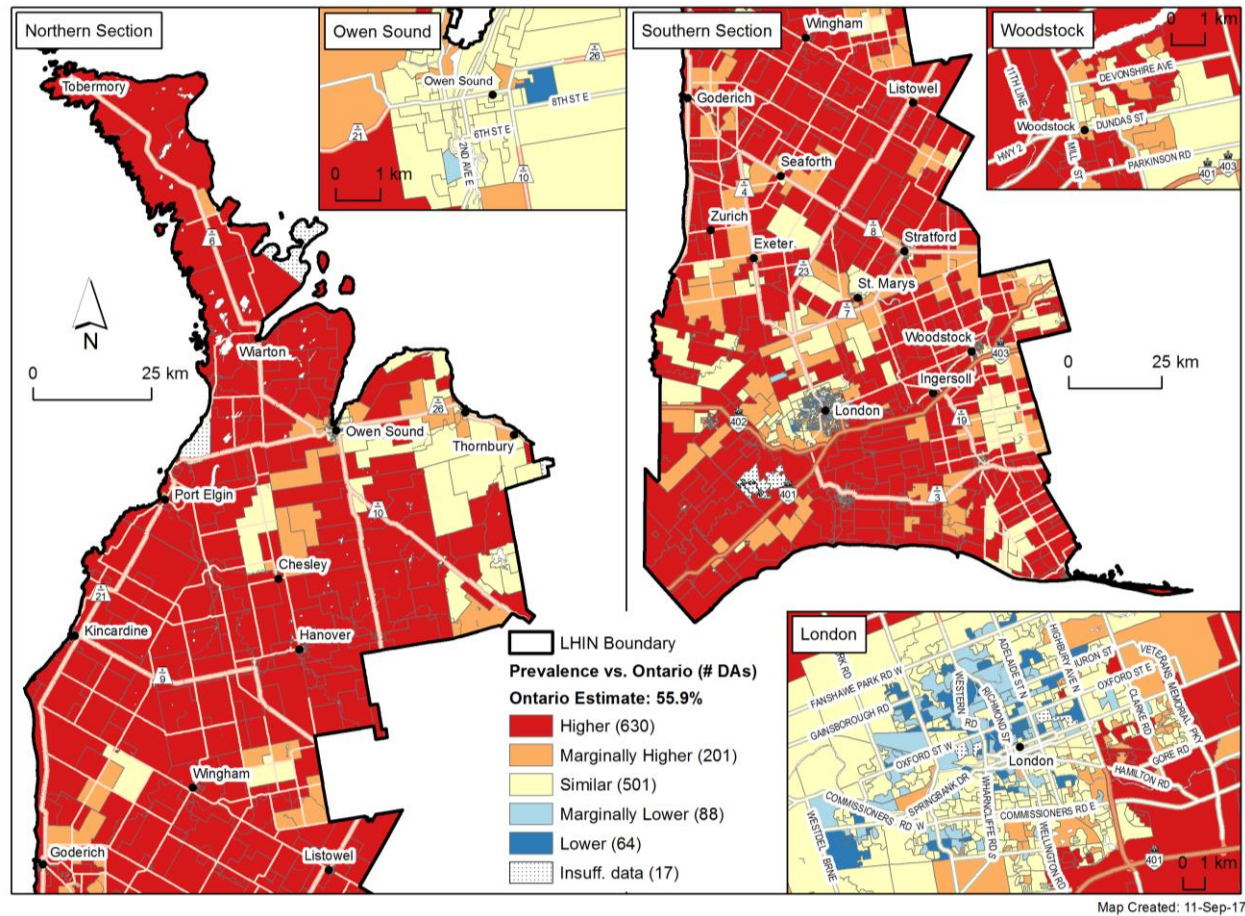 Northern Section
Tobermory
6
N
0 25 km
Wiarton
26
Owen Sound
Thornbury
Port Elgin
10
Chesley
21
Kincardine
Hanover
9
Wingham
Goderich
Listowel
Owen Sound
26
Owen Sound
8TH ST E
6TH ST E
2ND AVE E
21
10
0 1 km
Southern Section
Wingham
Goderich
Listowel
Seaforth
4
Zurich
8
Exeter
Stratford
23
St. Marys
7
Woodstock
403
0 25 km
Ingersoll
London
402
19
401
3
Woodstock
0 1 km
11TH LINE
DEVONSHIRE AVE
Woodstock
DUNDAS ST
HWY 2
MILL ST
PARKINSON RD
401
403
LHIN Boundary
Prevalence vs. Ontario (# DAs)
Ontario Estimate: 55.9%
Higher (630)
Marginally Higher (201)
Similar (501)
Marginally Lower (88)
Lower (64)
Insuff. data (17)
London
FANSHAWE PARK RD W
GAINSBOROUGH RD
WESTERN RD
RICHMOND ST
ADELAIDE ST N
HIGHBURY AVE N
OXFORD ST E
VETERANS MEMORIAL PKY
CLARKE RD
GORE RD
OXFORD ST W
London
HAMILTON RD
SPRINGBANK DR
COMMISSIONERS RD W
COMMISSIONERS RD E
WHARNCLIFFE RD S
WELLINGTON RD
WESTDEL-BRNE
401
0 1 km
Map Created: 11-Sep-17